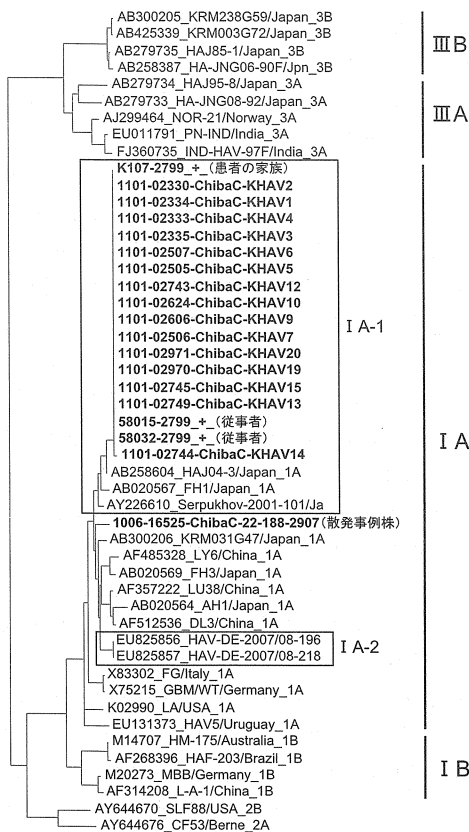 AB300205_KRM238G59/Japan_3B
AB425339_KRM003G72/Japan_3B
AB279735_HAJ85-1/Japan_3B
AB258387_HA-JNG06-90F/Jpn_3B
ⅢB
AB279734_HAJ95-8/Japan_3A
AB279733_HA-JNG08-92/Japan_3A
AJ299464_NOR-21/Norway_3A
EU011791_PN-IND/India_3A
FJ360735_IND-HAV-97F/India_3A
ⅢA
K107-2799_+_(患者の家族)
1101-02330-ChibaC-KHAV2
1101-02334-ChibaC-KHAV1
1101-02333-ChibaC-KHAV4
1101-02335-ChibaC-KHAV3
1101-02507-ChibaC-KHAV6
1101-02505-ChibaC-KHAV5
1101-02743-ChibaC-KHAV12
1101-02624-ChibaC-KHAV10
1101-02606-ChibaC-KHAV9
1101-02506-ChibaC-KHAV7
1101-02971-ChibaC-KHAV20
1101-02970-ChibaC-KHAV19
1101-02745-ChibaC-KHAV15
1101-02749-ChibaC-KHAV13
58015-2799_+_(従事者)
58032-2799_+_(従事者)
1101-02744-ChibaC-KHAV14
AB258604_HAJ04-3/Japan_1A
AB020567_FH1/Japan_1A
AY226610_Serpukhov-2001-101/Ja
ⅠA-1
1006-16525-ChibaC-22-188-2907(散発事例株)
AB300206_KRM031G47/Japan_1A
AF485328_LY6/China_1A
AB020569_FH3/Japan_1A
AF357222_LU38/China_1A
AB020564_AH1/Japan_1A
AF512536_DL3/China_1A
EU825856_HAV-DE-2007/08-196
EU825857_HAV-DE-2007/08-218
ⅠA-2
X83302_FG/Italy_1A
X75215_GBM/WT/Germany_1A
K02990_LA/USA_1A
EU131373_HAV5/Uruguay_1A
ⅠA
M14707_HM-175/Australia_1B
AF268396_HAF-203/Brazil_1B
M20273_MBB/Germany_1B
AF314208_L-A-1/China_1B
ⅠB
AY644670_SLF88/USA_2B
AY644676_CF53/Berne_2A